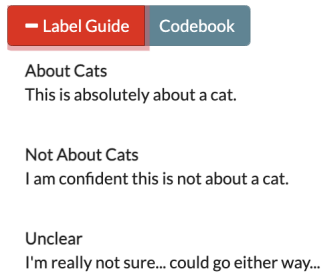 Label Guide Codebook
About Cats
This is absolutely about a cat.
Not About Cats
I am confident this is not about a cat.
Unclear
I'm really not sure... could go either way...